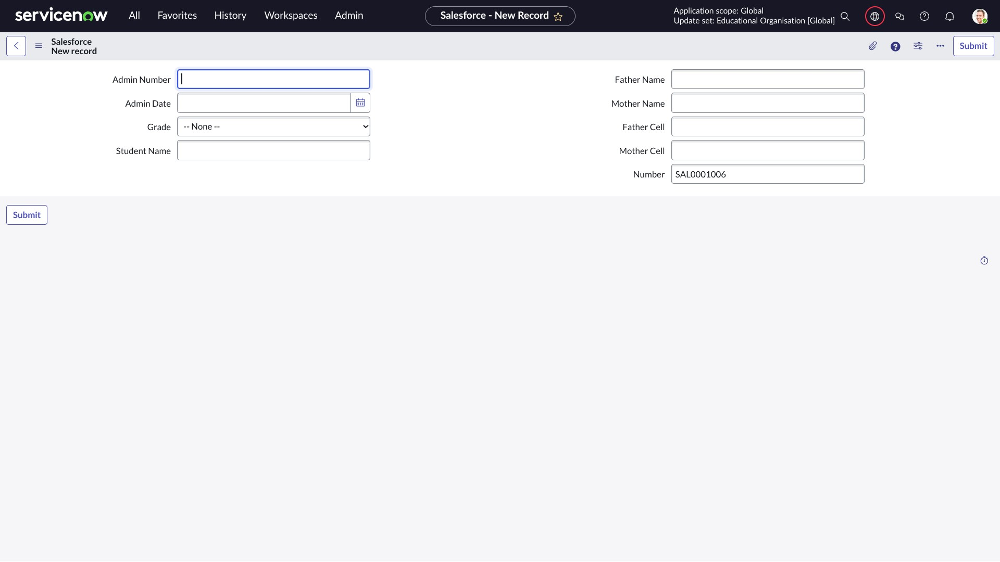 servicenow
All
Favorites
History
Workspaces
Admin
Salesforce - New Record
Application scope: Global
Update set: Educational Organisation [Global]
Salesforce
New record
Submit
Admin Number
Admin Date
Grade
-- None --
Student Name
Father Name
Mother Name
Father Cell
Mother Cell
Number
SAL0001006
Submit